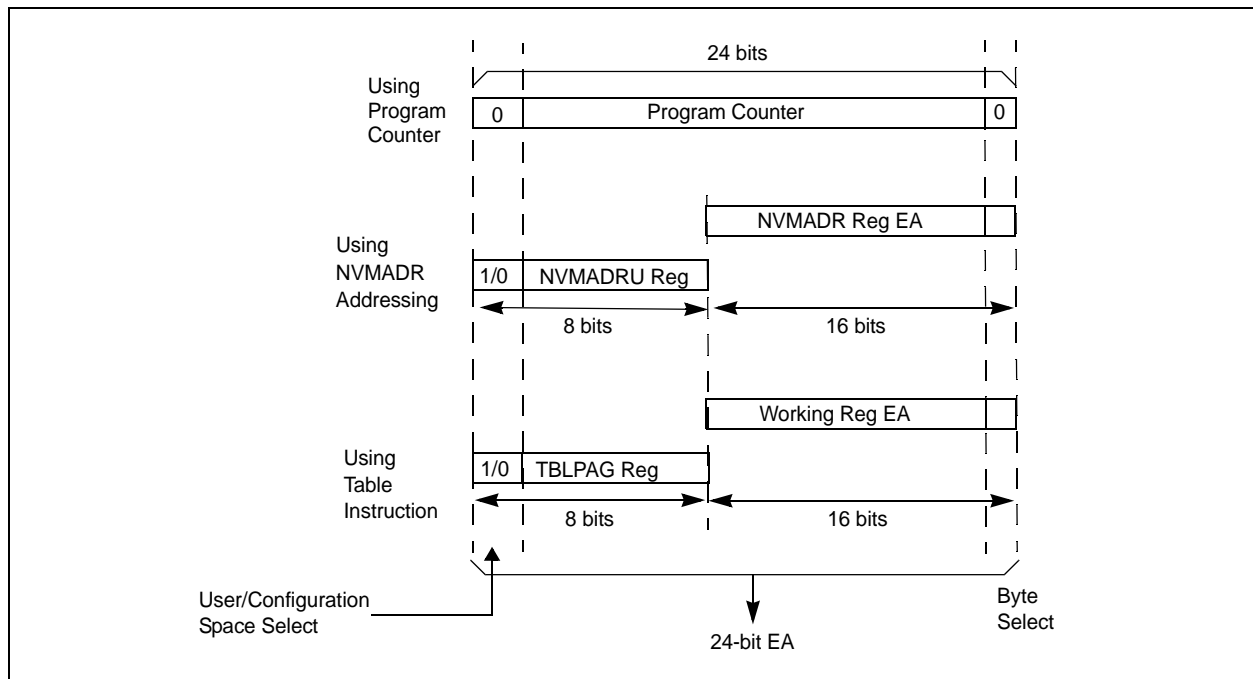 24 bits
Using
Program
Counter
0
Program Counter
0
NVMADR Reg EA
Using
NVMADR
Addressing
1/0
NVMADRU Reg
8 bits
16 bits
Working Reg EA
Using
Table
Instruction
1/0
TBLPAG Reg
8 bits
16 bits
User/Configuration
Space Select
24-bit EA
Byte
Select